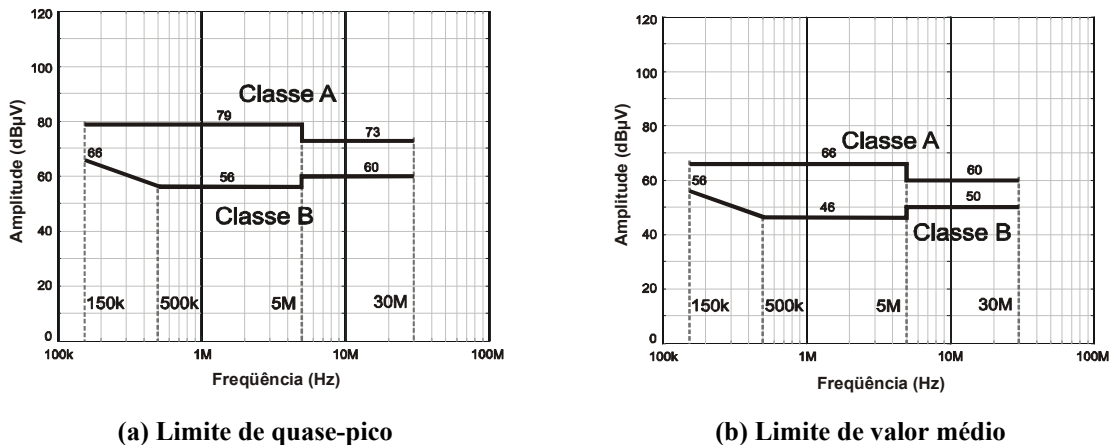 120
100
80
60
40
20
0
Amplitude (dBµV)
Classe A
79
73
66
60
56
Classe B
150k
500k
5M
30M
100k
1M
10M
100M
Freqüência (Hz)
(a) Limite de quase-pico
120
100
80
60
40
20
0
Amplitude (dBµV)
Classe A
66
60
56
50
46
Classe B
150k
500k
5M
30M
100k
1M
10M
100M
Freqüência (Hz)
(b) Limite de valor médio